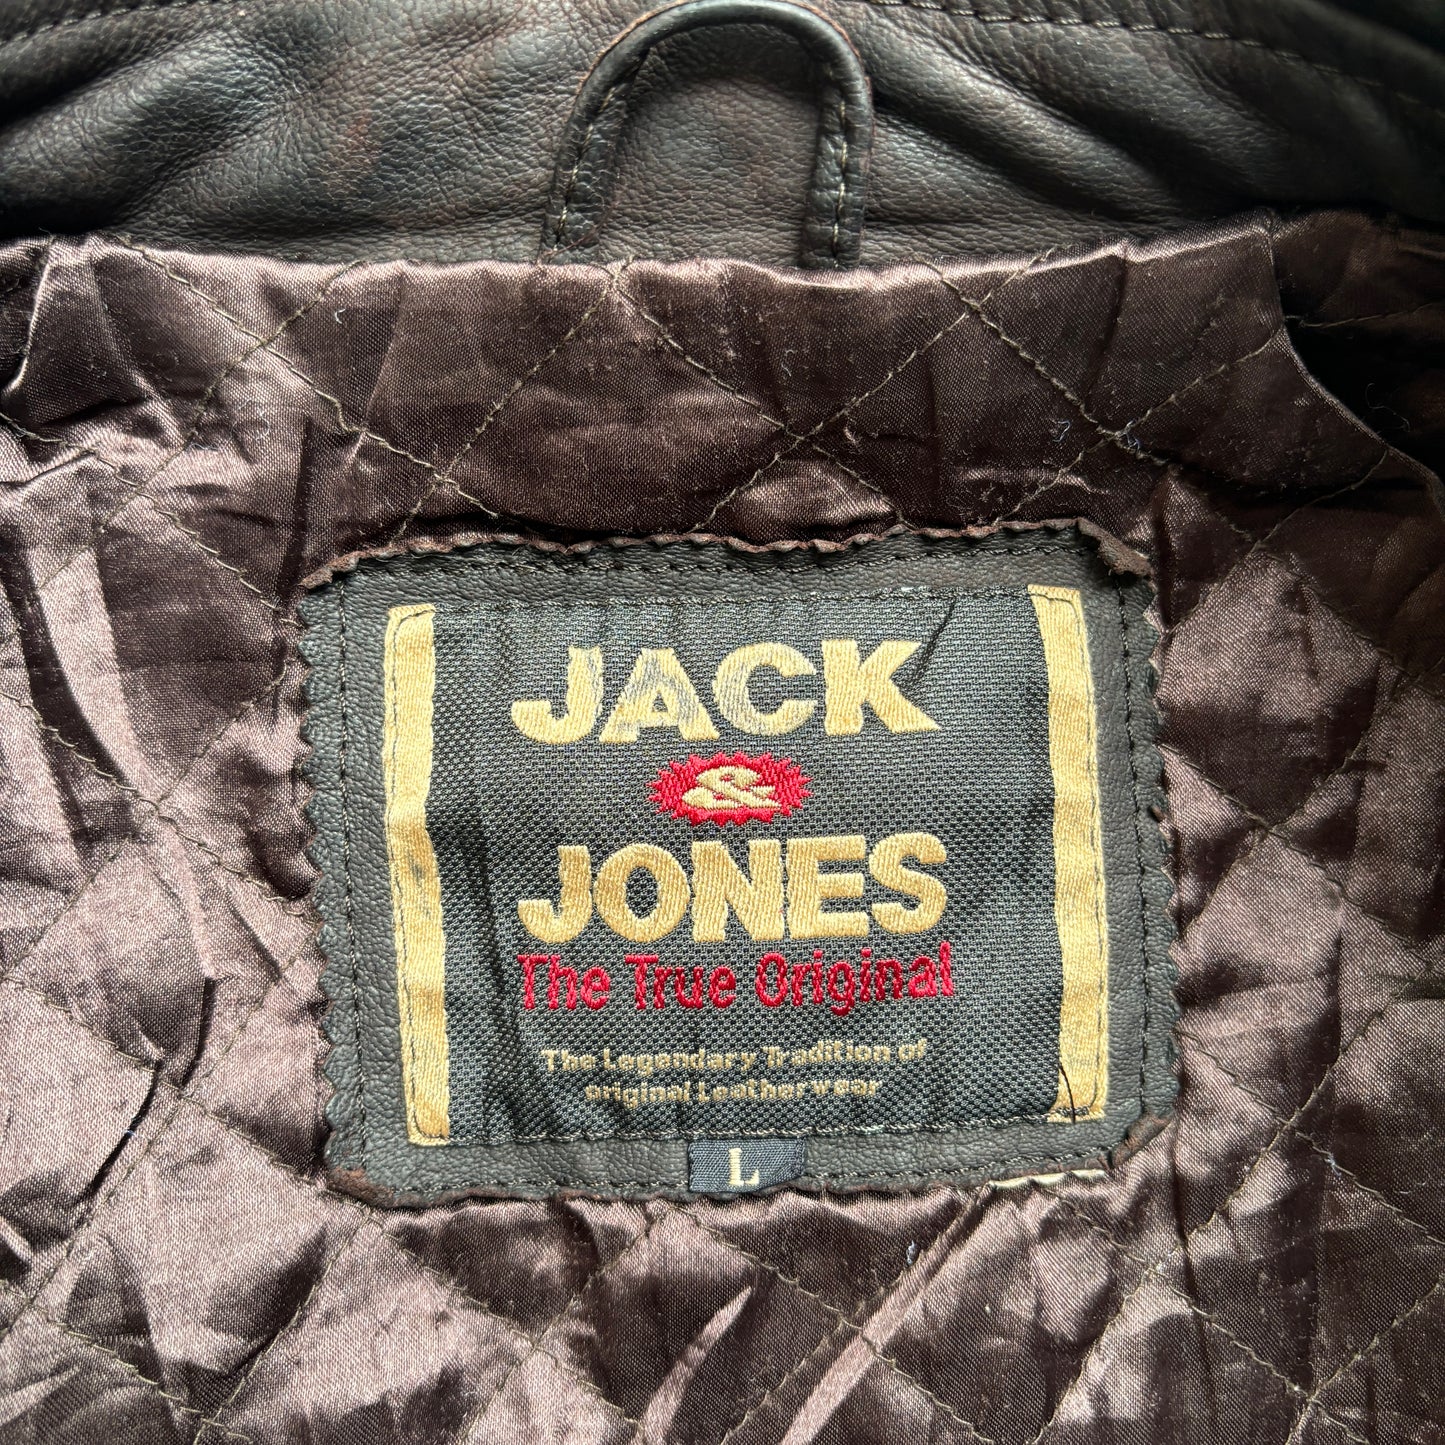 JACK
&
JONES
The True Original
The Legendary Tradition of
original Leatherwear
L